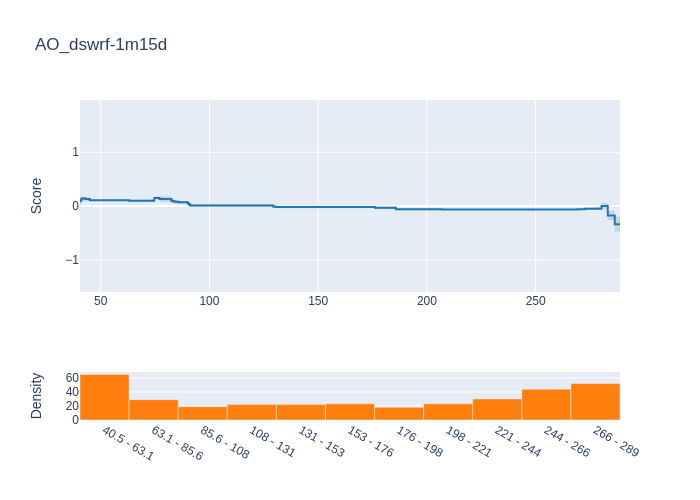 AO_dswrf-1m15d
Score
1
0
−1
50
100
150
200
250
Density
60
40
20
0
40.5 - 63.1
63.1 - 85.6
85.6 - 108
108 - 131
131 - 153
153 - 176
176 - 198
198 - 221
221 - 244
244 - 266
266 - 289